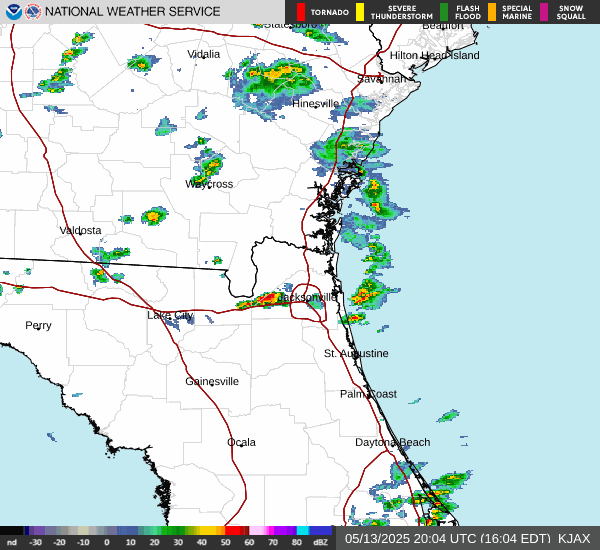 NATIONAL WEATHER SERVICE
TORNADO
SEVERE THUNDERSTORM
FLASH FLOOD
SPECIAL MARINE
SNOW SQUALL
Statesboro
Beaufort
Vidalia
Hilton Head Island
Savannah
Hinesville
Waycross
Valdosta
Jacksonville
Lake City
Perry
St. Augustine
Gainesville
Palm Coast
Ocala
Daytona Beach
nd -30 -20 -10 0 10 20 30 40 50 60 70 80 dBZ
05/13/2025 20:04 UTC (16:04 EDT) KJAX